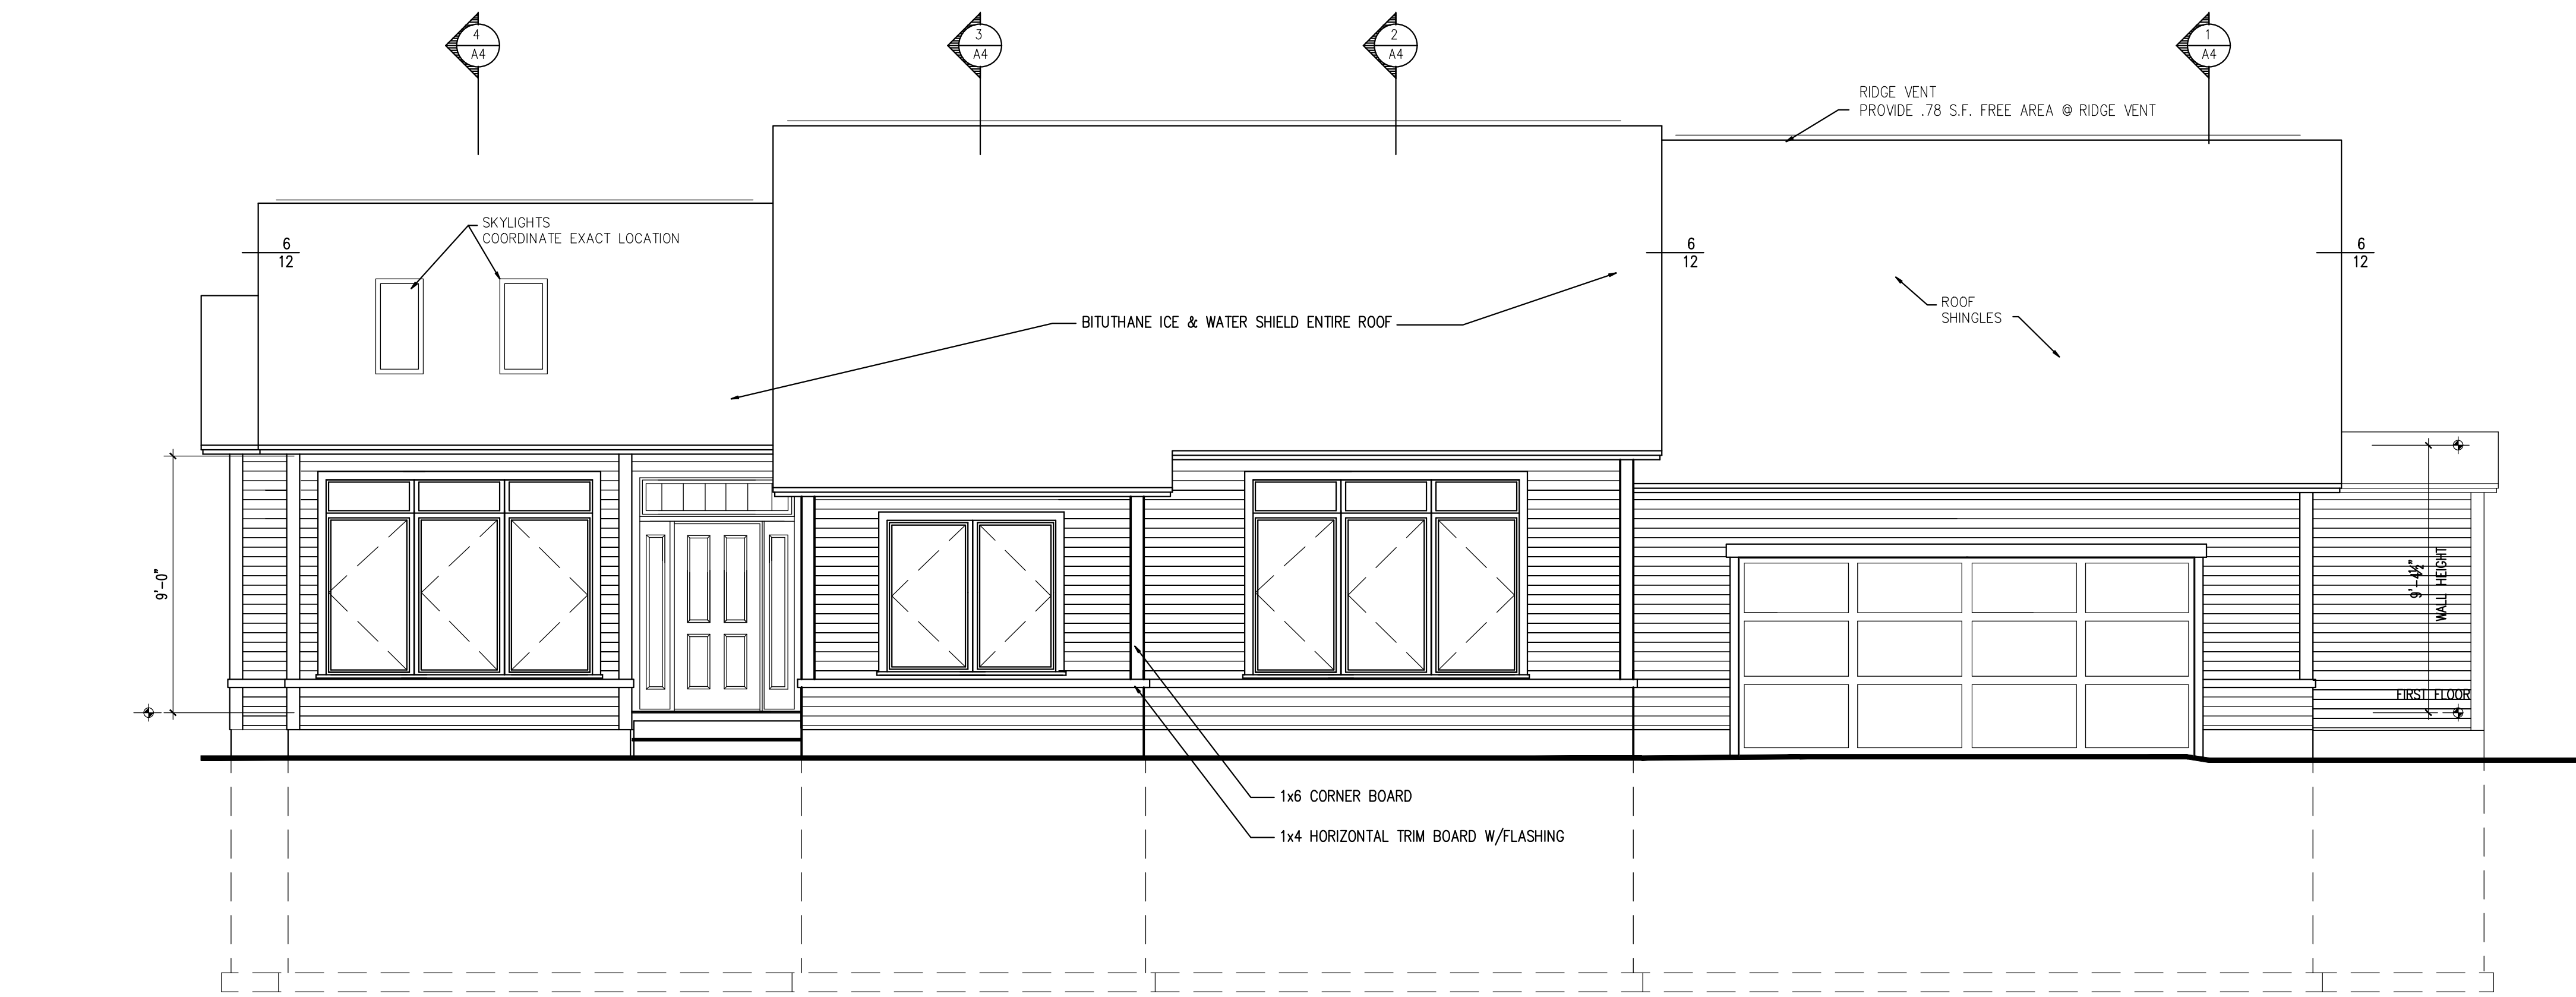 4
A4
3
A4
2
A4
1
A4
RIDGE VENT
PROVIDE .78 S.F. FREE AREA @ RIDGE VENT
SKYLIGHTS
COORDINATE EXACT LOCATION
6
12
6
12
6
12
ROOF
SHINGLES
BITUTHANE ICE & WATER SHIELD ENTIRE ROOF
9'-0"
9'-4½"
WALL HEIGHT
FIRST FLOOR
1x6 CORNER BOARD
1x4 HORIZONTAL TRIM BOARD W/FLASHING